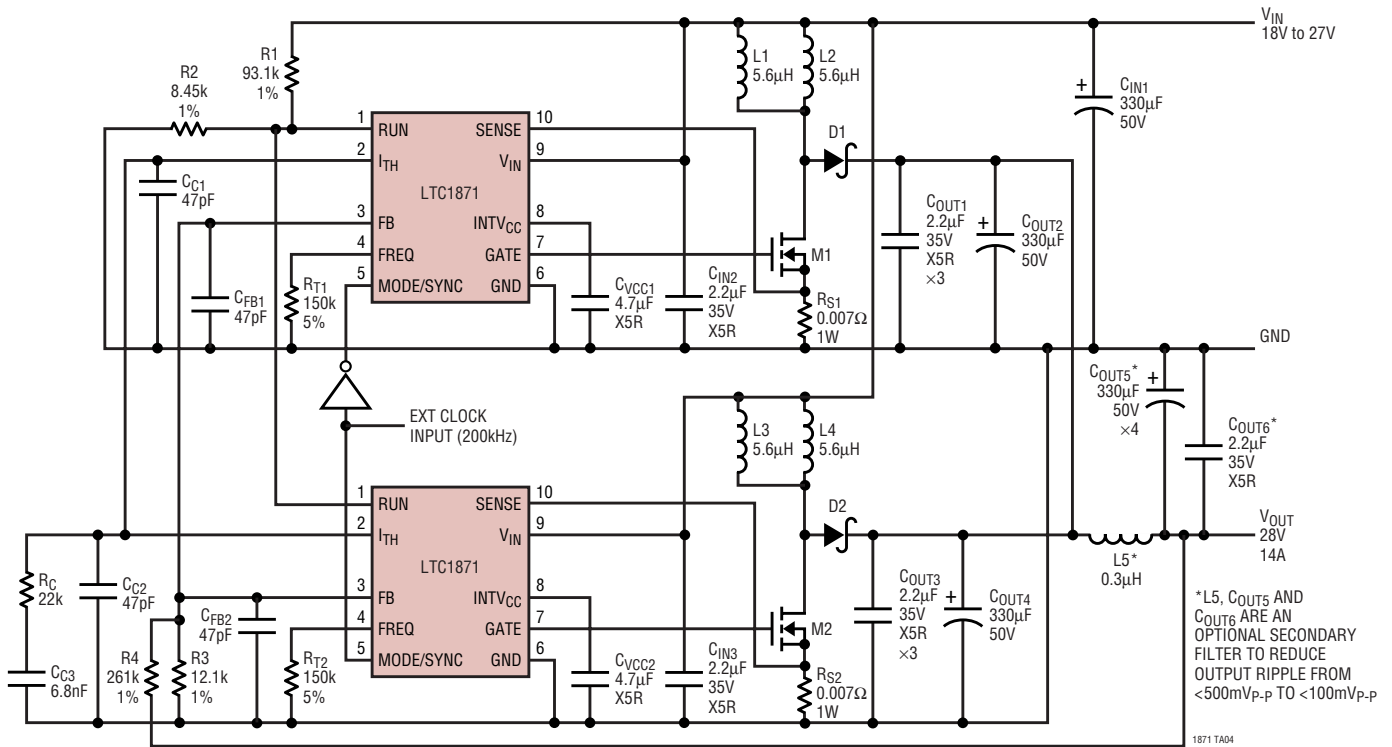 VIN
18V to 27V
R1
93.1k
1%
R2
8.45k
1%
L1
5.6µH
L2
5.6µH
CIN1
330µF
50V
+
1
RUN
SENSE
10
2
ITH
VIN
9
LTC1871
3
FB
INTVCC
8
4
FREQ
GATE
7
5
MODE/SYNC
GND
6
CC1
47pF
CFB1
47pF
RT1
150k
5%
CVCC1
4.7µF
X5R
CIN2
2.2µF
35V
X5R
D1
M1
RS1
0.007Ω
1W
COUT1
2.2µF
35V
X5R
×3
+
COUT2
330µF
50V
GND
EXT CLOCK
INPUT (200kHz)
L3
5.6µH
L4
5.6µH
COUT5*
330µF
50V
×4
+
COUT6*
2.2µF
35V
X5R
1
RUN
SENSE
10
2
ITH
VIN
9
LTC1871
3
FB
INTVCC
8
4
FREQ
GATE
7
5
MODE/SYNC
GND
6
D2
VOUT
28V
14A
L5*
0.3µH
RC
22k
CC2
47pF
CC3
6.8nF
R4
261k
1%
R3
12.1k
1%
CFB2
47pF
RT2
150k
5%
CVCC2
4.7µF
X5R
CIN3
2.2µF
35V
X5R
M2
RS2
0.007Ω
1W
COUT3
2.2µF
35V
X5R
×3
+
COUT4
330µF
50V
*L5, COUT5 AND
COUT6 ARE AN
OPTIONAL SECONDARY
FILTER TO REDUCE
OUTPUT RIPPLE FROM
<500mVP-P TO <100mVP-P
1871 TA04